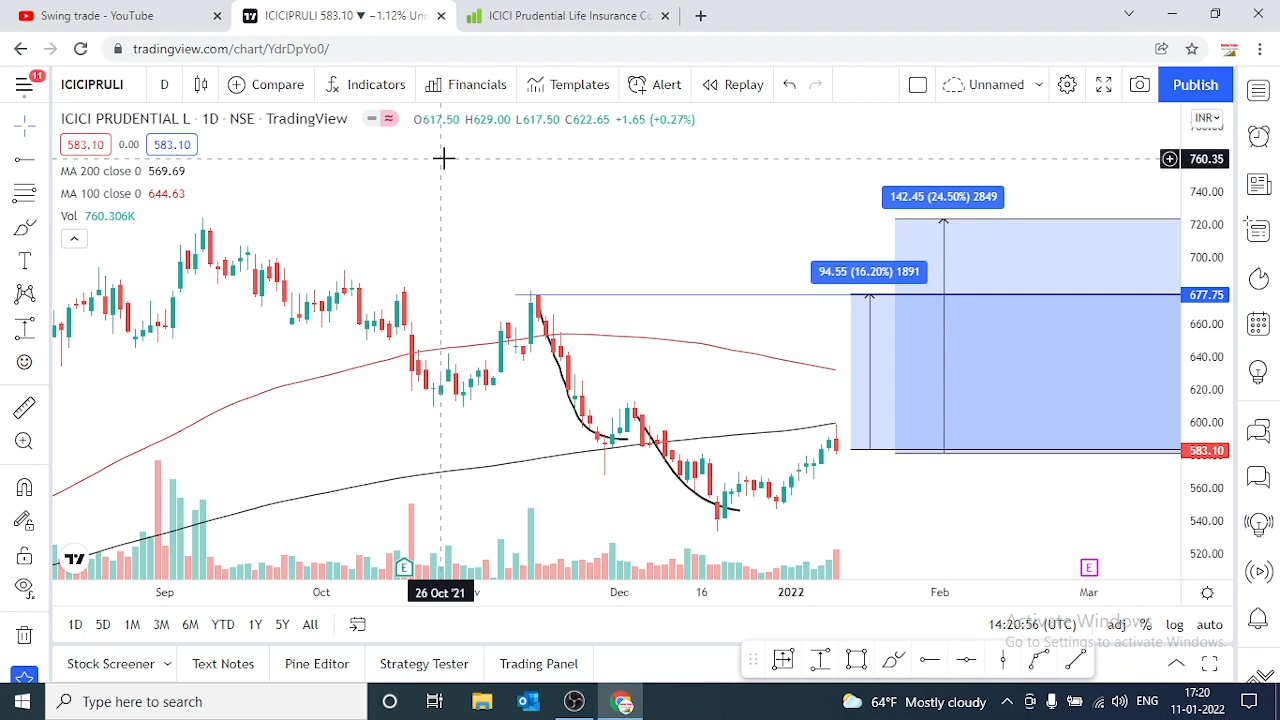 Swing trade - YouTube
ICICIPRULI 583.10 ▼ −1.12% Unn
ICICI Prudential Life Insurance Co
tradingview.com/chart/YdrDpYo0/
11
ICICIPRULI D Compare Indicators Financials Templates Alert Replay Unnamed Publish
ICICI PRUDENTIAL L · 1D · NSE · TradingView O617.50 H629.00 L617.50 C622.65 +1.65 (+0.27%)
INR
583.10 0.00 583.10
MA 200 close 0 569.69
MA 100 close 0 644.63
Vol 760.306K
760.35
740.00
720.00
700.00
677.75
660.00
640.00
620.00
600.00
583.10
560.00
540.00
520.00
142.45 (24.50%) 2849
94.55 (16.20%) 1891
E
E
Sep Oct 26 Oct '21 Dec 16 2022 Feb Mar
1D 5D 1M 3M 6M YTD 1Y 5Y All 14:20:56 (UTC) adj % log auto
Activate Windows
Go to Settings to activate Windows.
Stock Screener Text Notes Pine Editor Strategy Tester Trading Panel
Type here to search
64°F Mostly cloudy
ENG
17:20
11-01-2022